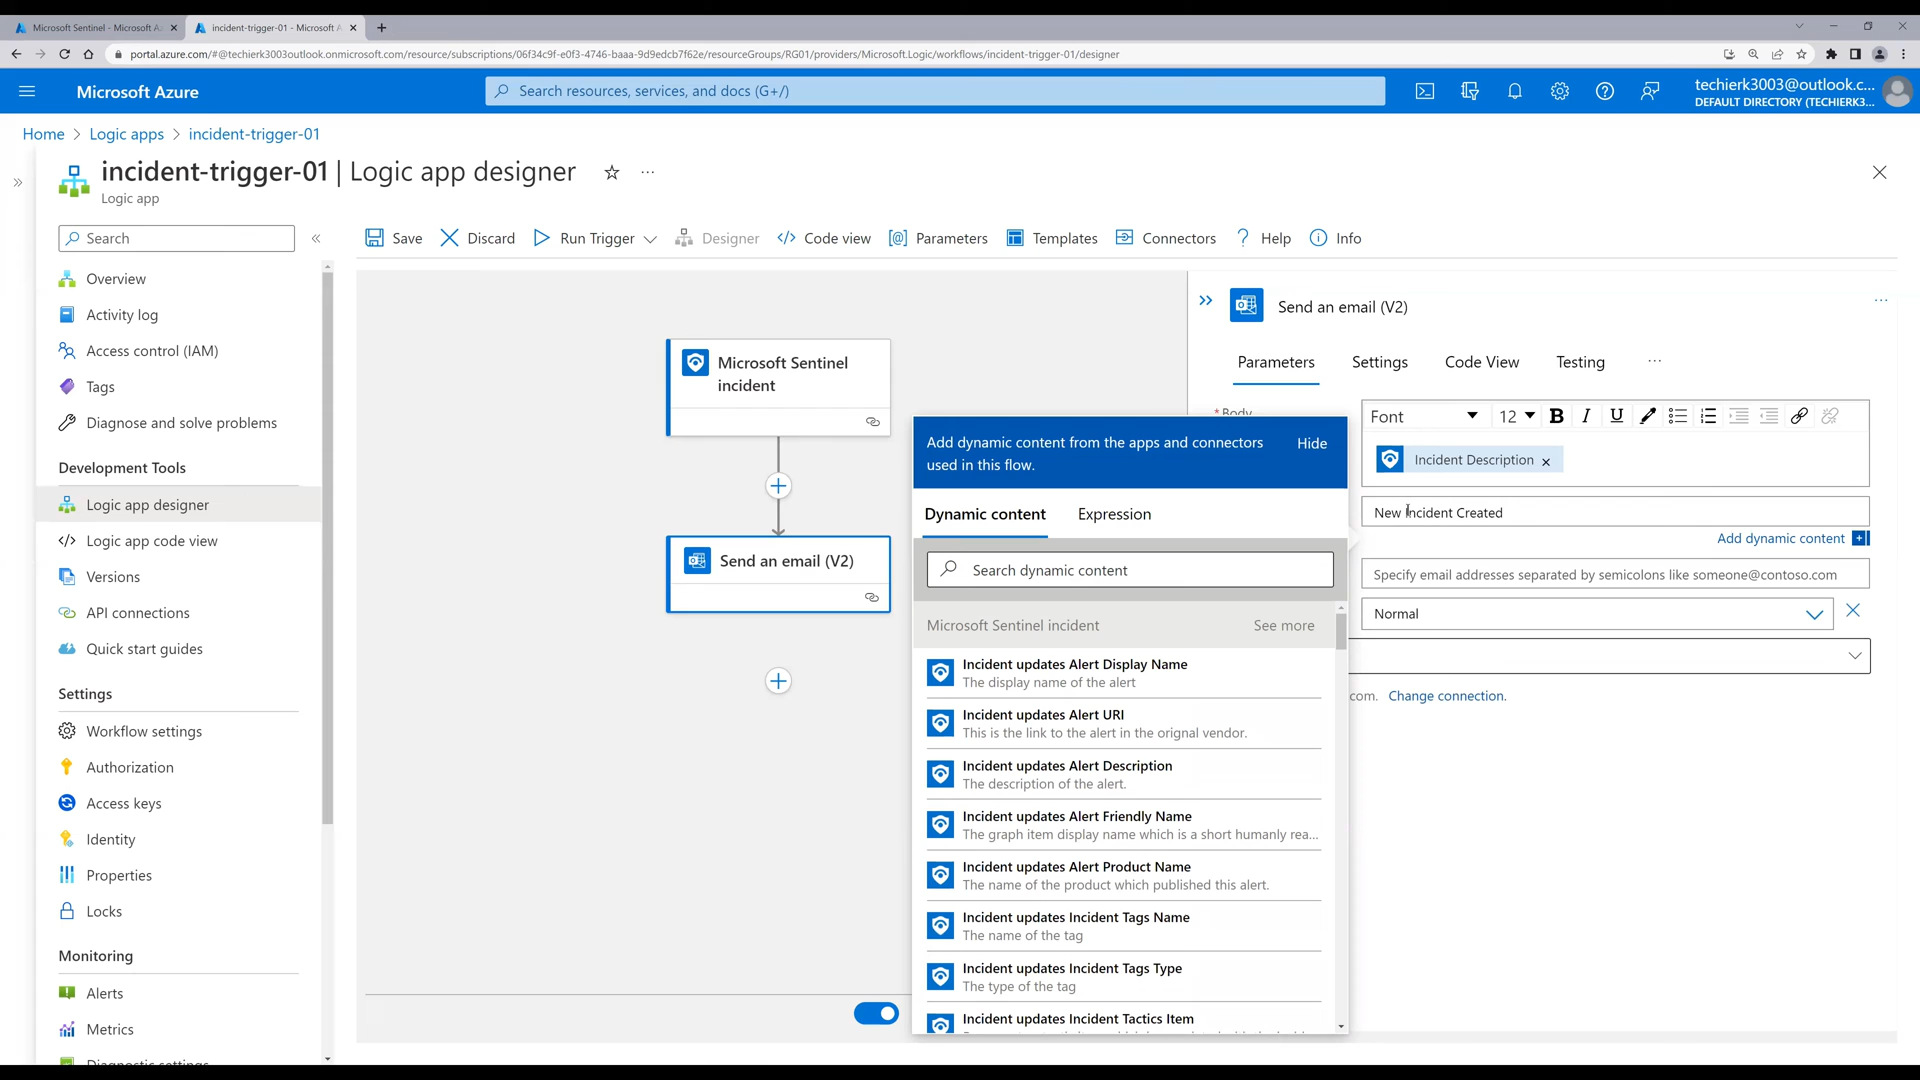 Microsoft Sentinel - Microsoft A
incident-trigger-01 - Microsoft A
portal.azure.com/#@techierk3003outlook.onmicrosoft.com/resource/subscriptions/06f34c9f-e0f3-4746-baaa-9d9edcb7f62e/resourceGroups/RG01/providers/Microsoft.Logic/workflows/incident-trigger-01/designer
Microsoft Azure
Search resources, services, and docs (G+/)
techierk3003@outlook.c...
DEFAULT DIRECTORY (TECHIERK3...
Home > Logic apps > incident-trigger-01
incident-trigger-01 | Logic app designer
Logic app
Search
Overview
Activity log
Access control (IAM)
Tags
Diagnose and solve problems
Development Tools
Logic app designer
Logic app code view
Versions
API connections
Quick start guides
Settings
Workflow settings
Authorization
Access keys
Identity
Properties
Locks
Monitoring
Alerts
Metrics
Diagnostic settings
Save
Discard
Run Trigger
Designer
Code view
Parameters
Templates
Connectors
Help
Info
Microsoft Sentinel
incident
Send an email (V2)
Add dynamic content from the apps and connectors
used in this flow.
Hide
Dynamic content
Expression
Search dynamic content
Microsoft Sentinel incident
See more
Incident updates Alert Display Name
The display name of the alert
Incident updates Alert URI
This is the link to the alert in the orignal vendor.
Incident updates Alert Description
The description of the alert.
Incident updates Alert Friendly Name
The graph item display name which is a short humanly rea...
Incident updates Alert Product Name
The name of the product which published this alert.
Incident updates Incident Tags Name
The name of the tag
Incident updates Incident Tags Type
The type of the tag
Incident updates Incident Tactics Item
Send an email (V2)
Parameters
Settings
Code View
Testing
* Body
Font
12
B I U
Incident Description
New Incident Created
Add dynamic content
Specify email addresses separated by semicolons like someone@contoso.com
Normal
com. Change connection.